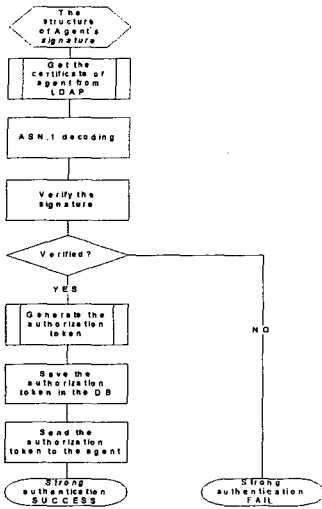 The
structure
of Agent's
signature
Get the
certificate of
agent from
LDAP
ASN.1 decoding
Verify the
signature
Verified?
YES
Generate the
authorization
token
NO
Save the
authorization
token in the DB
Send the
authorization
token to the agent
Strong
authentication
SUCCESS
Strong
authentication
FAIL